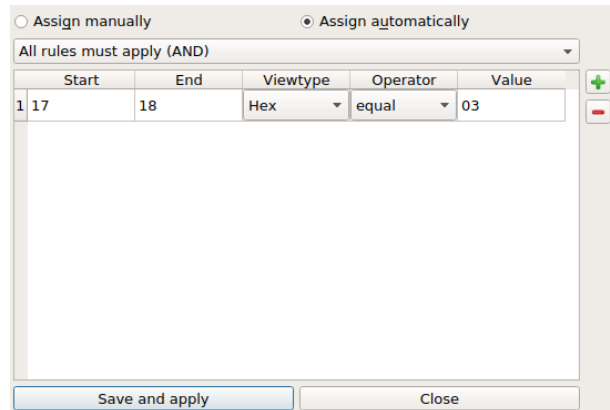 Assign manually Assign automatically
All rules must apply (AND)
Start End Viewtype Operator Value
1 17 18 Hex equal 03
Save and apply Close